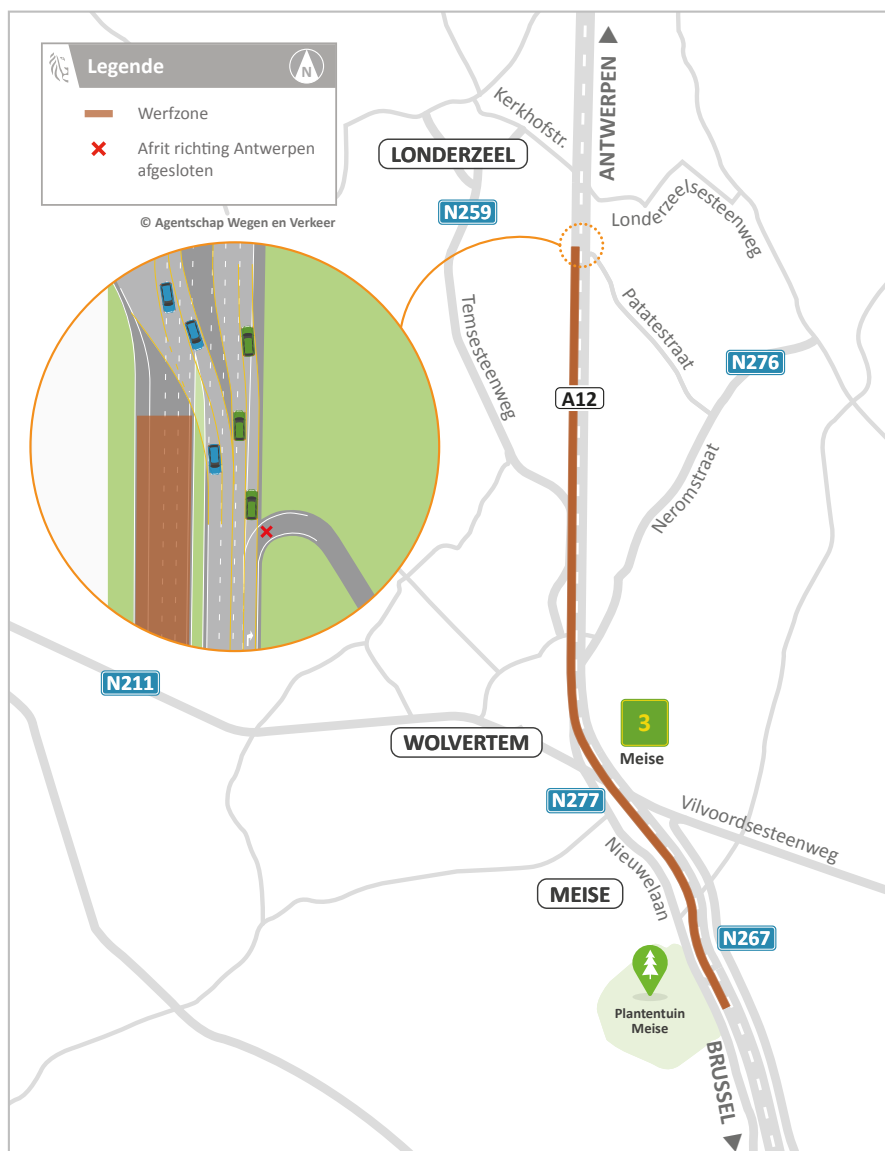 Legende
N
Werfzone
Afrit richting Antwerpen
afgesloten
© Agentschap Wegen en Verkeer
ANTWERPEN
Kerkhofstr.
LONDERZEEL
N259
Londerzeelsesteenweg
Temsesteenweg
Patatestraat
N276
A12
Neromstraat
N211
3
Meise
WOLVERTEM
N277
Vilvoordsesteenweg
Nieuwelaan
MEISE
N267
Plantentuin
Meise
BRUSSEL